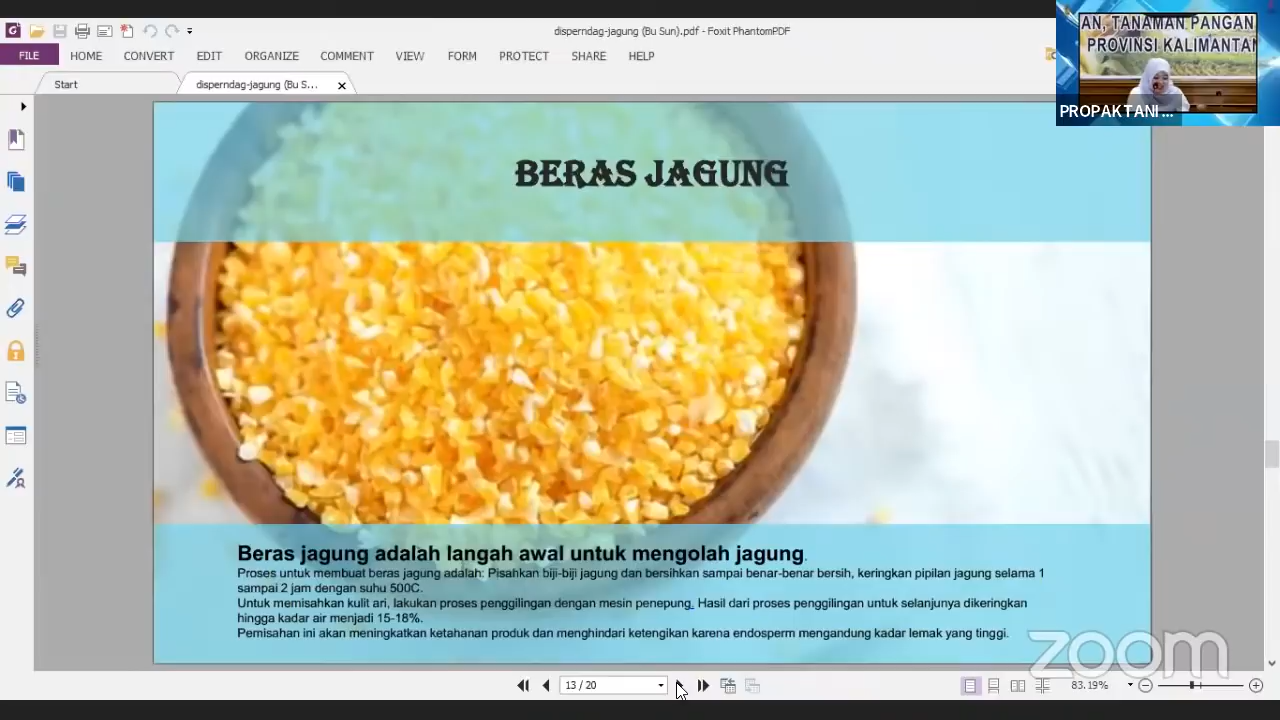 disperndag-jagung (Bu Sun).pdf - Foxit PhantomPDF
FILE HOME CONVERT EDIT ORGANIZE COMMENT VIEW FORM PROTECT SHARE HELP
Start
disperndag-jagung (Bu S...
AN, TANAMAN PANGAN
PROVINSI KALIMANTAN
PROPAKTANI ...
BERAS JAGUNG
Beras jagung adalah langah awal untuk mengolah jagung.
Proses untuk membuat beras jagung adalah: Pisahkan biji-biji jagung dan bersihkan sampai benar-benar bersih, keringkan pipilan jagung selama 1
sampai 2 jam dengan suhu 500C.
Untuk memisahkan kulit ari, lakukan proses penggilingan dengan mesin penepung. Hasil dari proses penggilingan untuk selanjunya dikeringkan
hingga kadar air menjadi 15-18%.
Pemisahan ini akan meningkatkan ketahanan produk dan menghindari ketengikan karena endosperm mengandung kadar lemak yang tinggi.
zoom
13 / 20
83.19%